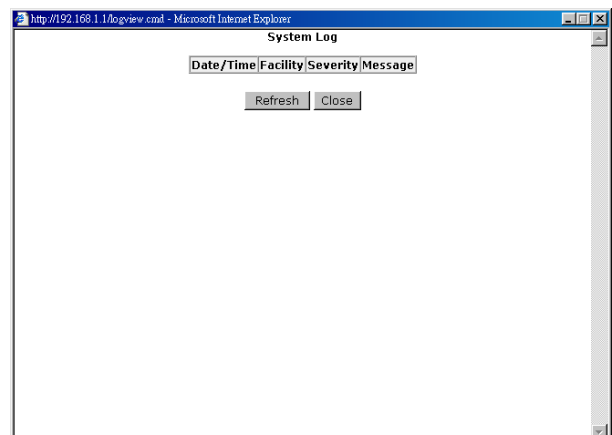 http://192.168.1.1/logview.cmd - Microsoft Internet Explorer
System Log
Date/Time Facility Severity Message
Refresh Close